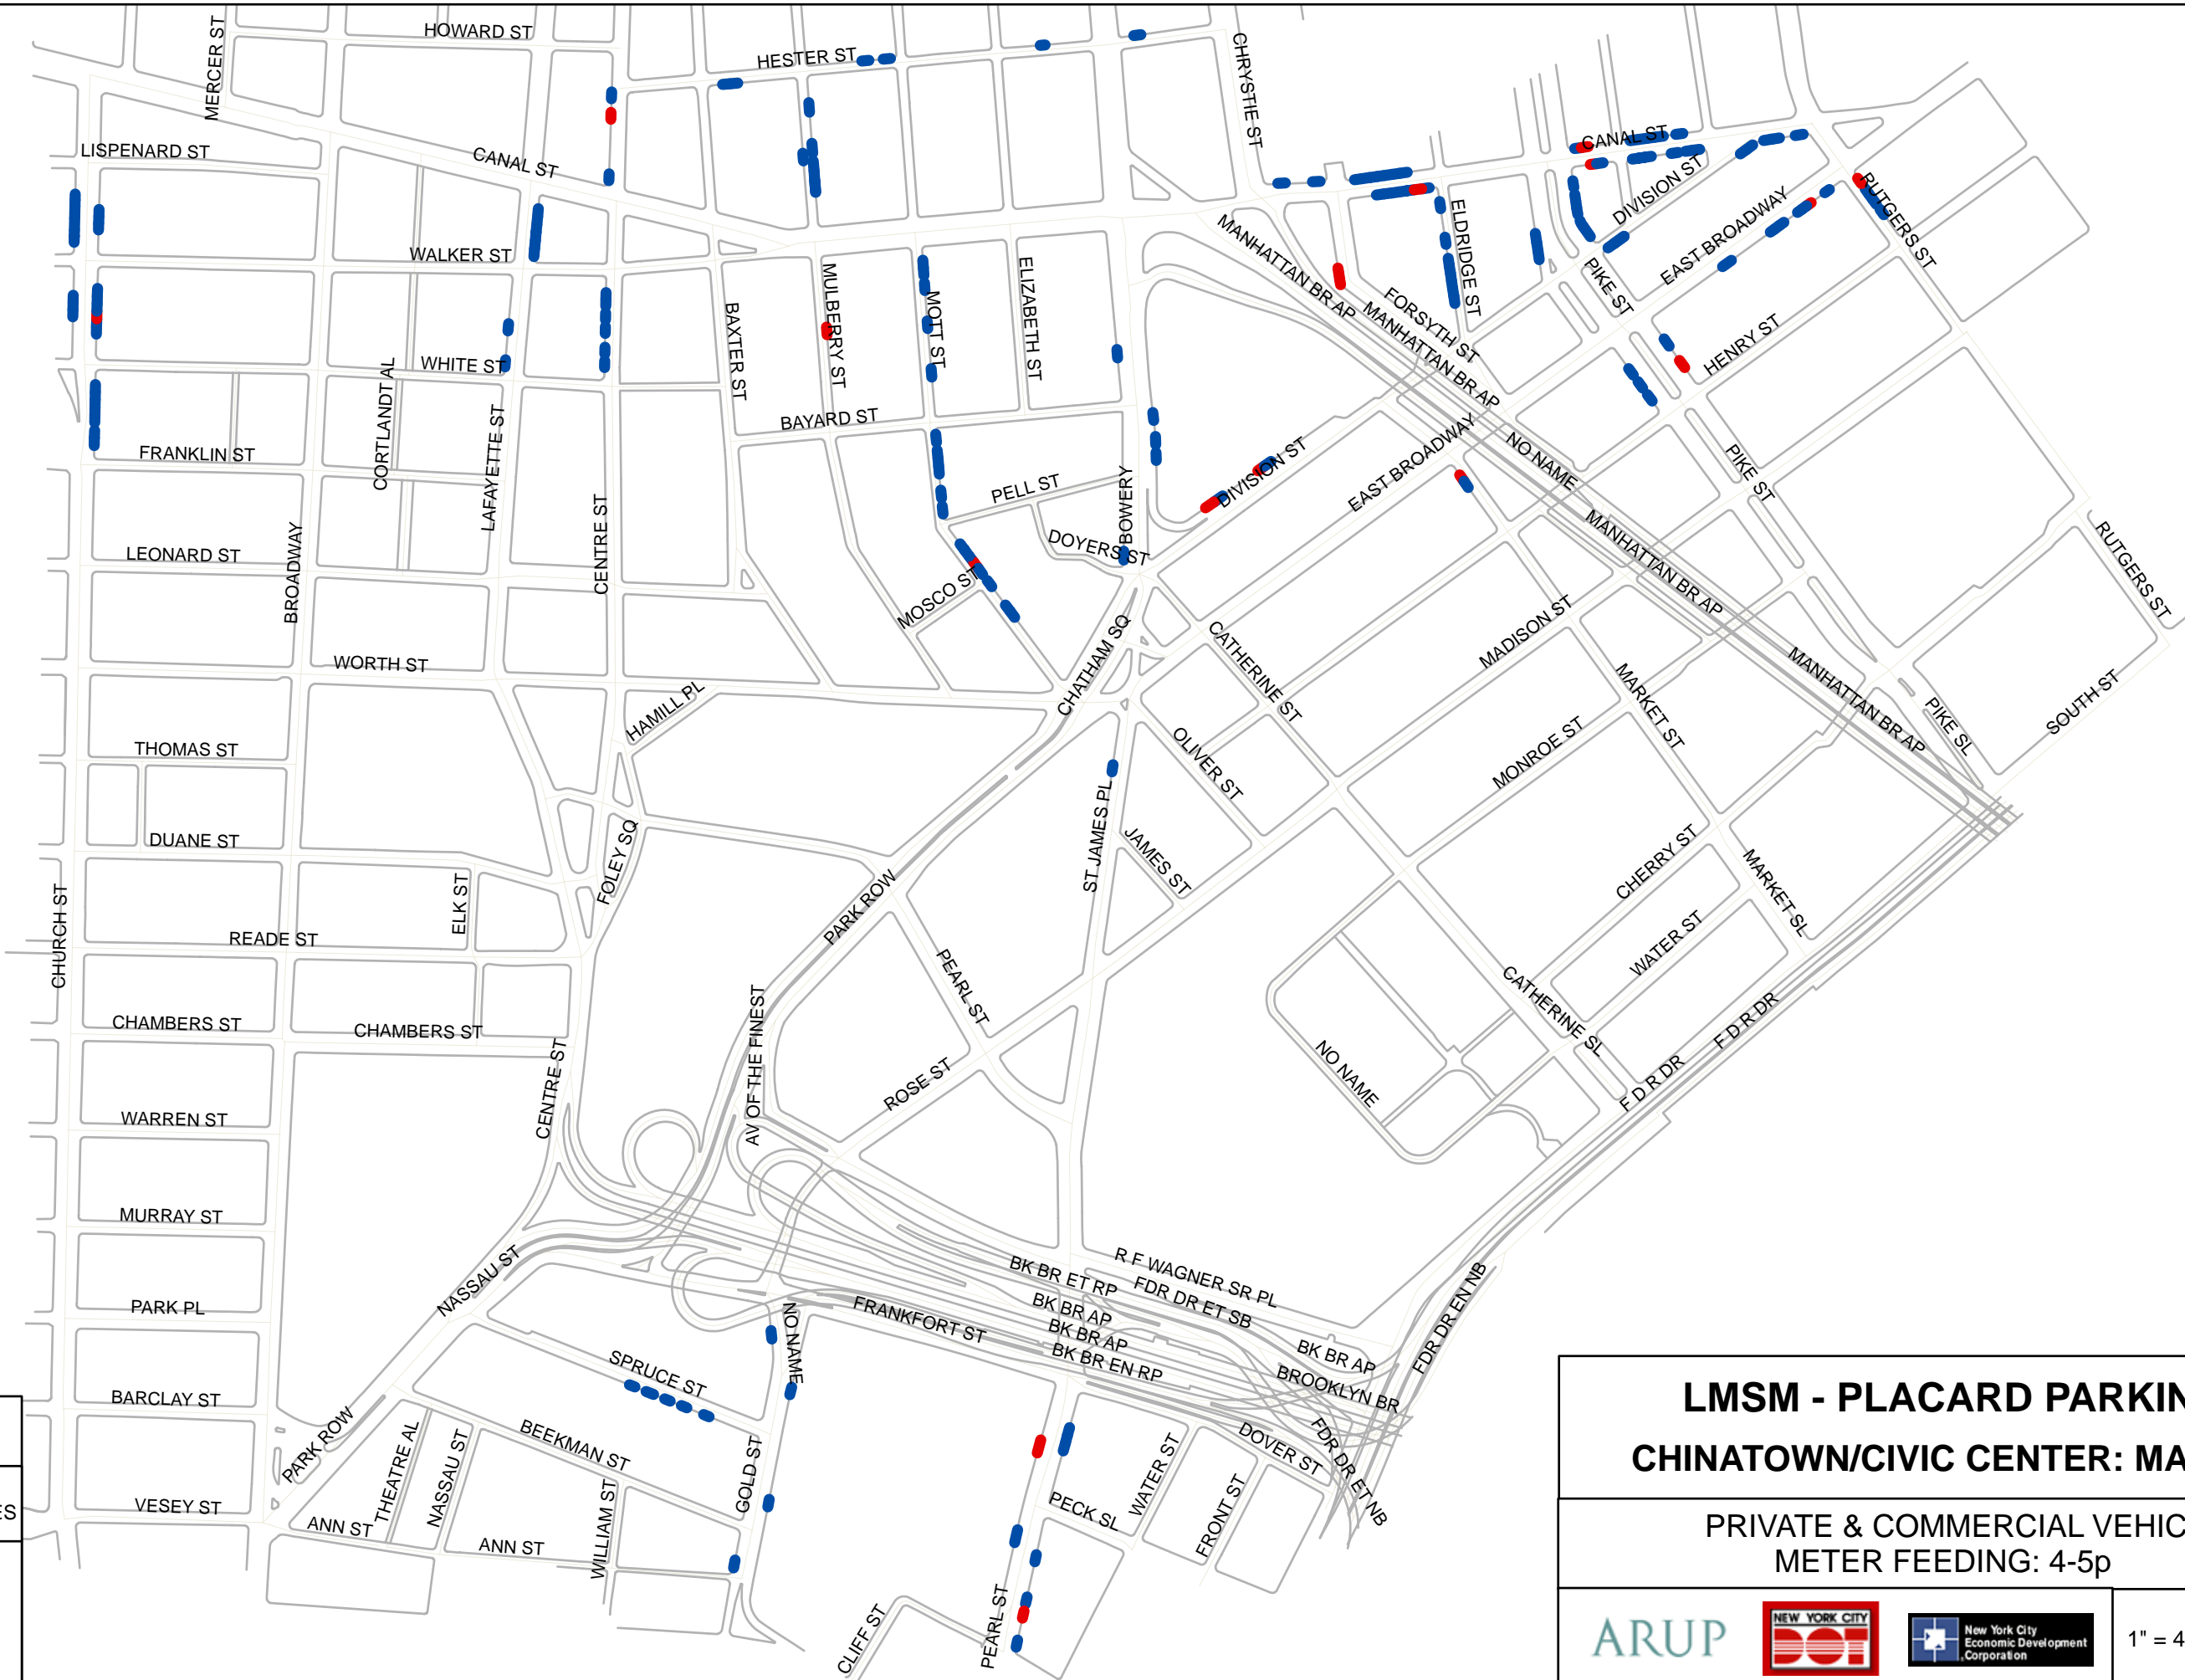 HOWARD ST
MERCER ST
HESTER ST
CHRYSTIE ST
LISPENARD ST
CANAL ST
CANAL ST
DIVISION ST
RUTGERS ST
ELDRIDGE ST
EAST BROADWAY
MANHATTAN BR AP
WALKER ST
MULBERRY ST
MOTT ST
ELIZABETH ST
BAXTER ST
PIKE ST
FORSYTH ST
MANHATTAN BR AP
HENRY ST
WHITE ST
CORTLANDT AL
BAYARD ST
LAFAYETTE ST
FRANKLIN ST
DIVISION ST
EAST BROADWAY
NO NAME
PIKE ST
PELL ST
BOWERY
CENTRE ST
BROADWAY
LEONARD ST
DOYERS ST
MANHATTAN BR AP
RUTGERS ST
MOSCO ST
CHATHAM SQ
MADISON ST
CATHERINE ST
WORTH ST
MARKET ST
MANHATTAN BR AP
HAMILL PL
PIKE SL
SOUTH ST
THOMAS ST
OLIVER ST
MONROE ST
DUANE ST
FOLEY SQ
ST JAMES PL
JAMES ST
CHERRY ST
MARKET SL
ELK ST
PARK ROW
CHURCH ST
READE ST
WATER ST
PEARL ST
CATHERINE SL
CHAMBERS ST
CHAMBERS ST
AV OF THE FINEST
F D R DR
F D R DR
NO NAME
ROSE ST
CENTRE ST
WARREN ST
MURRAY ST
NASSAU ST
R F WAGNER SR PL
BK BR ET RP
FDR DR ET SB
FDR DR EN NB
PARK PL
FRANKFORT ST
BK BR AP
BK BR AP
BK BR EN RP
BK BR AP
BROOKLYN BR
NO NAME
SPRUCE ST
BARCLAY ST
PARK ROW
THEATRE AL
NASSAU ST
BEEKMAN ST
GOLD ST
DOVER ST
FDR DR ET NB
WATER ST
FRONT ST
PECK SL
VESEY ST
ANN ST
ANN ST
WILLIAM ST
PEARL ST
CLIFF ST
ES
LMSM - PLACARD PARKIN
CHINATOWN/CIVIC CENTER: MA
PRIVATE & COMMERCIAL VEHIC
METER FEEDING: 4-5p
ARUP
NEW YORK CITY
DOT
New York City
Economic Development
Corporation
1" = 4